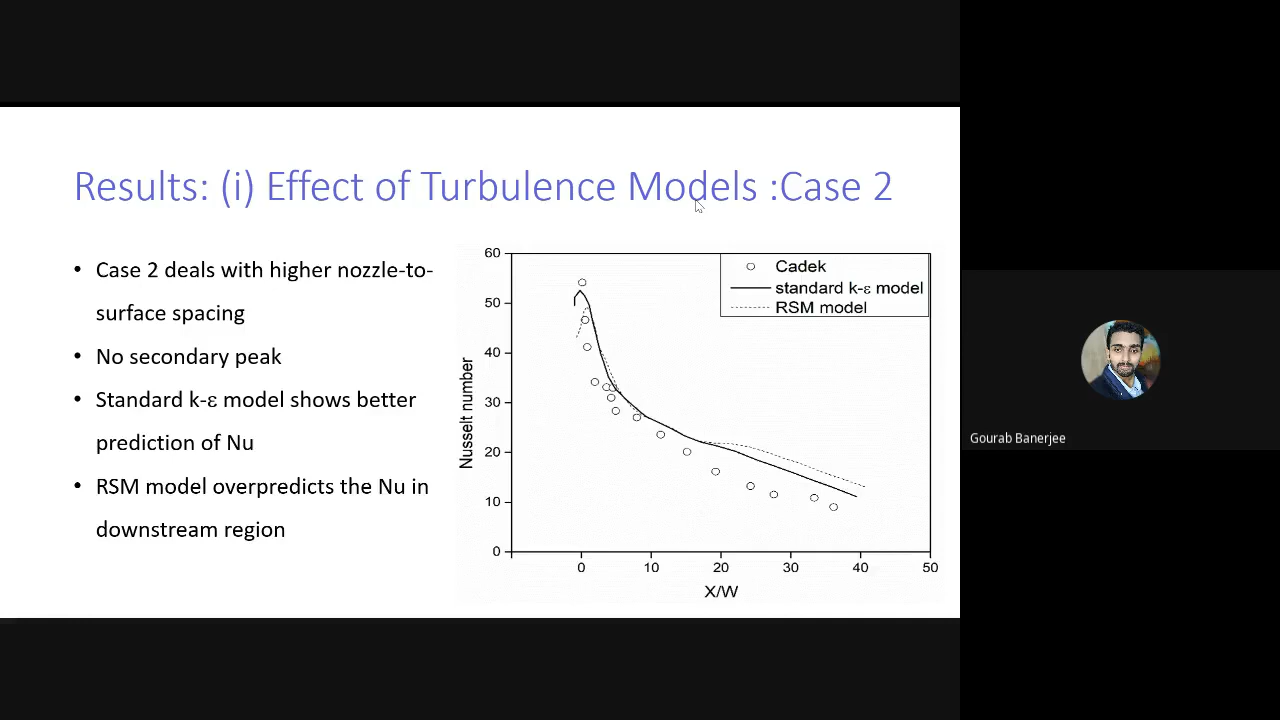 Results: (i) Effect of Turbulence Models :Case 2
• Case 2 deals with higher nozzle-to-
surface spacing
• No secondary peak
• Standard k-ε model shows better
prediction of Nu
• RSM model overpredicts the Nu in
downstream region
Cadek
standard k-ε model
RSM model
Nusselt number
60
50
40
30
20
10
0
0 10 20 30 40 50
X/W
Gourab Banerjee